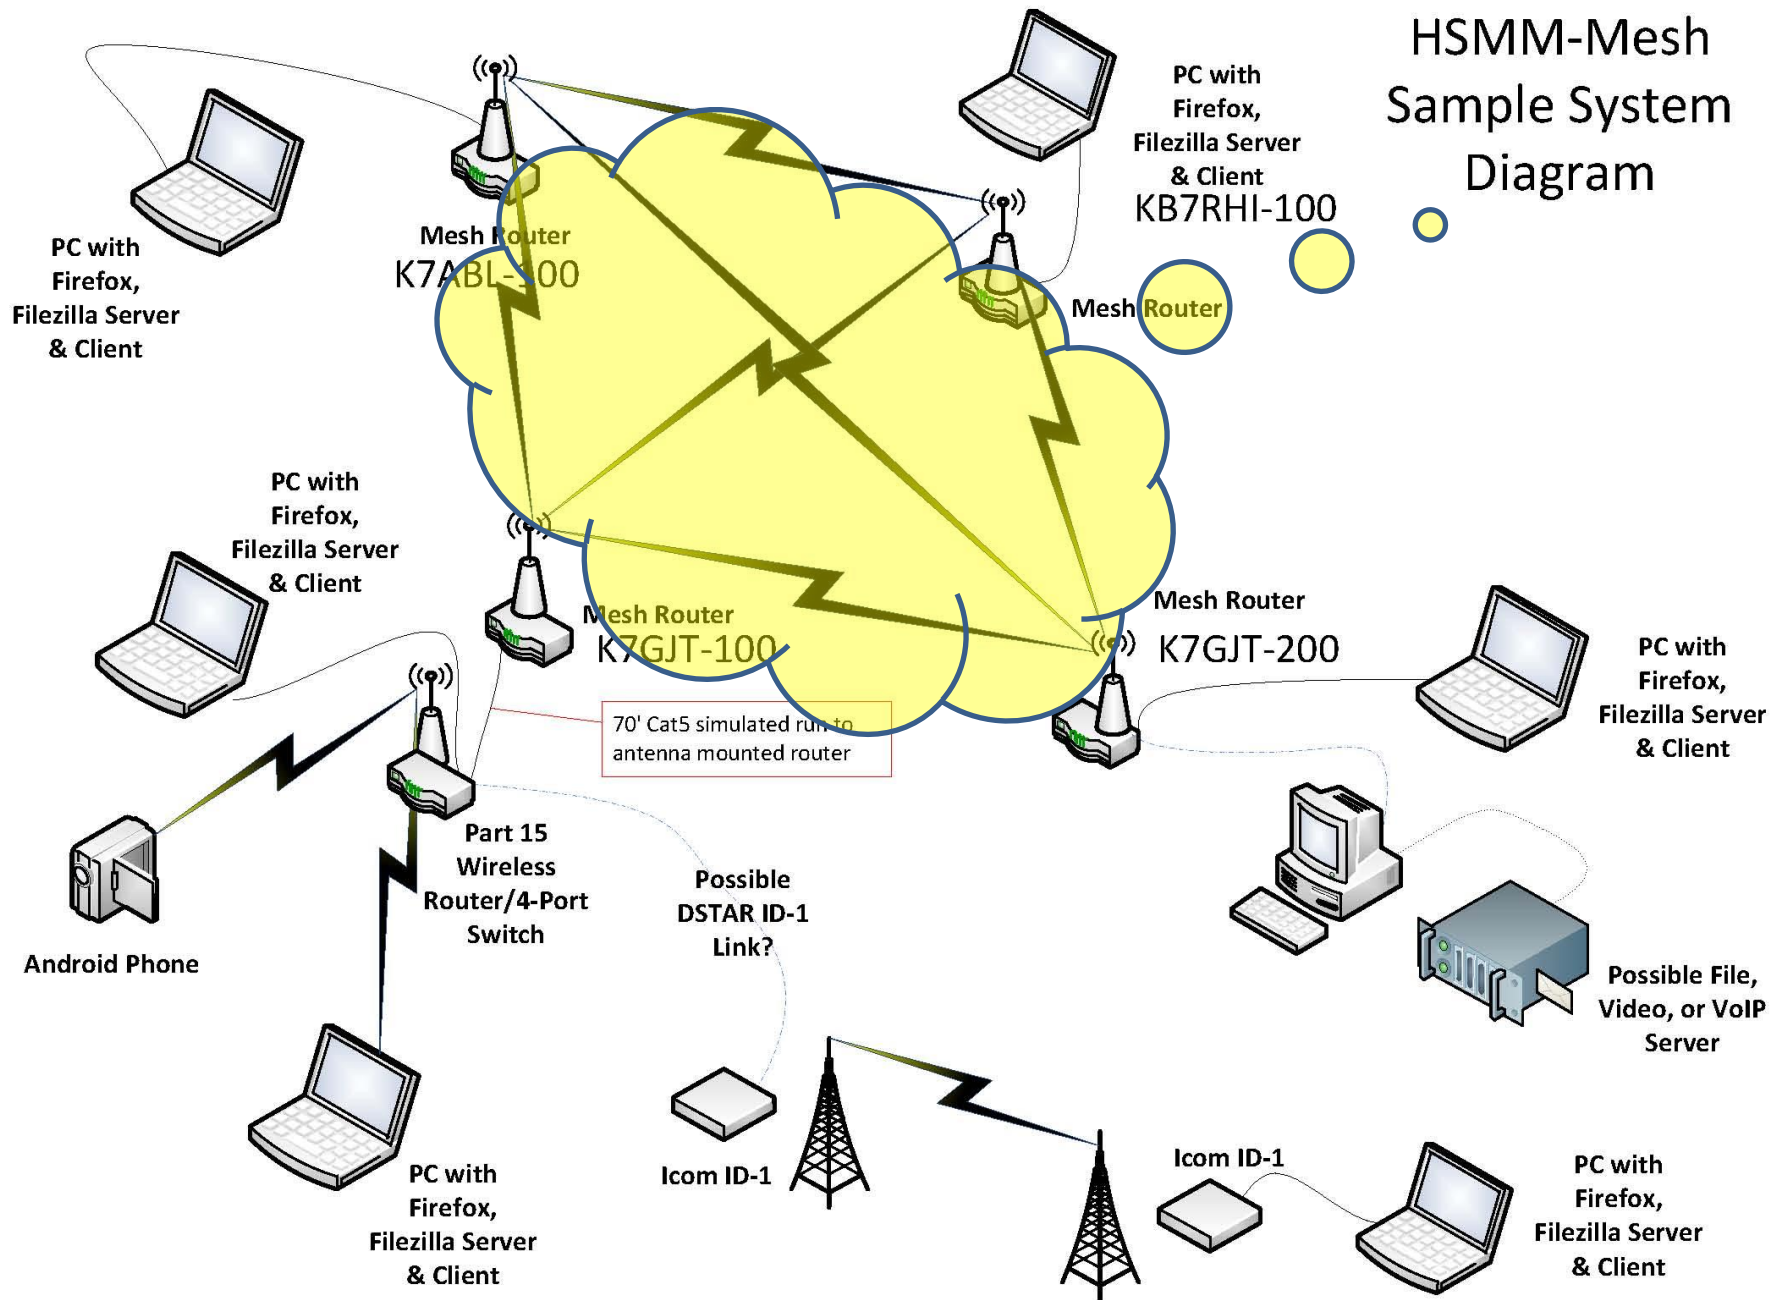 HSMM-Mesh
Sample System
Diagram
PC with
Firefox,
Filezilla Server
& Client
KB7RHI-100
Mesh Router
Mesh Router
K7ABL-100
PC with
Firefox,
Filezilla Server
& Client
PC with
Firefox,
Filezilla Server
& Client
Mesh Router
K7GJT-100
Mesh Router
K7GJT-200
PC with
Firefox,
Filezilla Server
& Client
70' Cat5 simulated run to
antenna mounted router
Part 15
Wireless
Router/4-Port
Switch
Android Phone
Possible
DSTAR ID-1
Link?
Possible File,
Video, or VoIP
Server
Icom ID-1
Icom ID-1
PC with
Firefox,
Filezilla Server
& Client
PC with
Firefox,
Filezilla Server
& Client